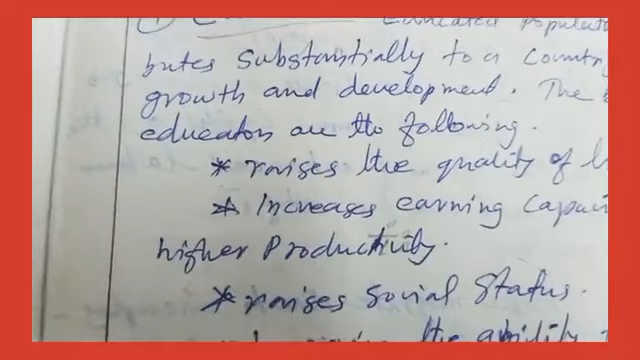 Educated
butes substantially to a
growth and development. The
educaton are the following.
* raises the quality of
* Increases earning
higher Productivity.
* raises Social Status.
the ability